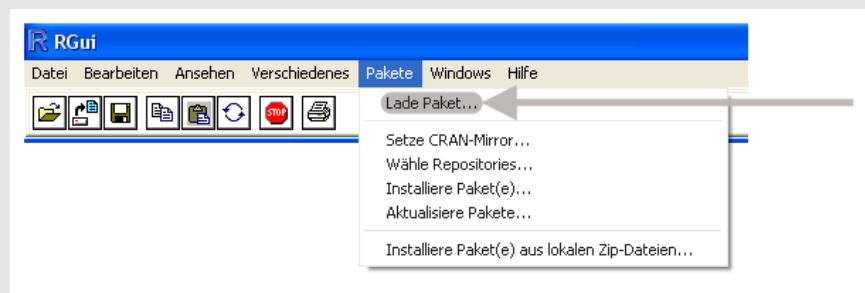 RGui
Datei Bearbeiten Ansehen Verschiedenes Pakete Windows Hilfe
Lade Paket...
STOP
Setze CRAN-Mirror...
Wähle Repositories...
Installiere Paket(e)...
Aktualisiere Pakete...
Installiere Paket(e) aus lokalen Zip-Dateien...